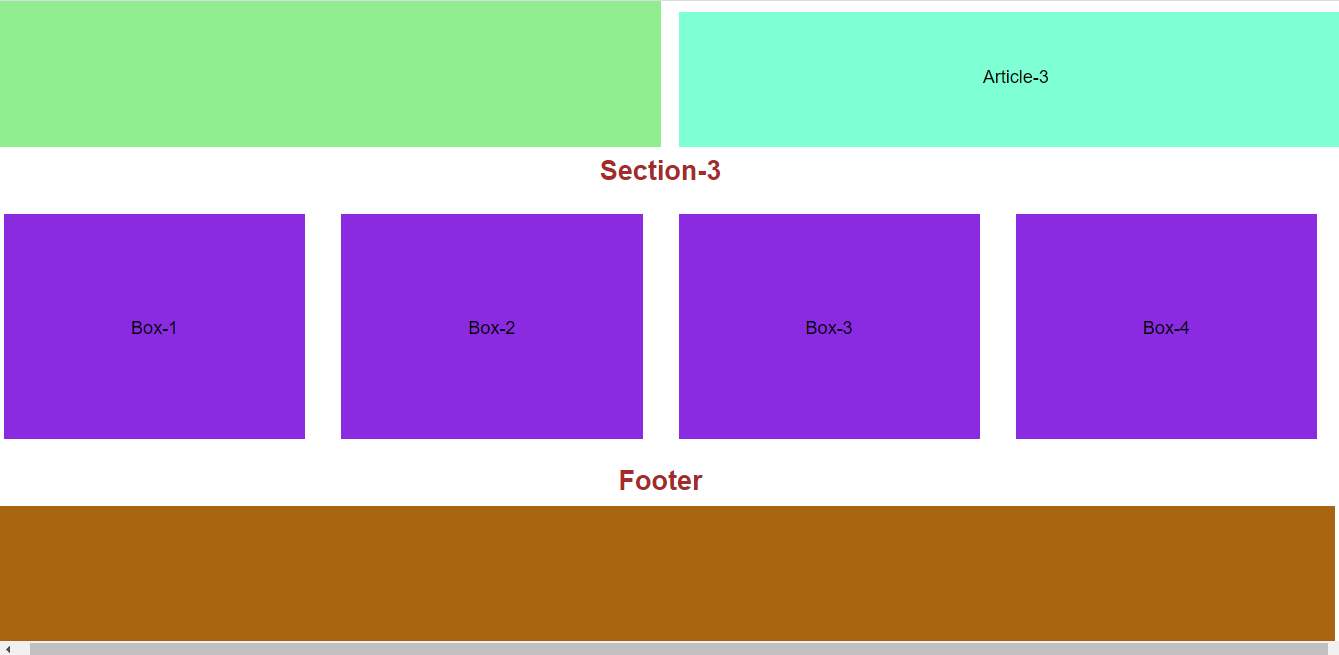 Article-3
Section-3
Box-1
Box-2
Box-3
Box-4
Footer